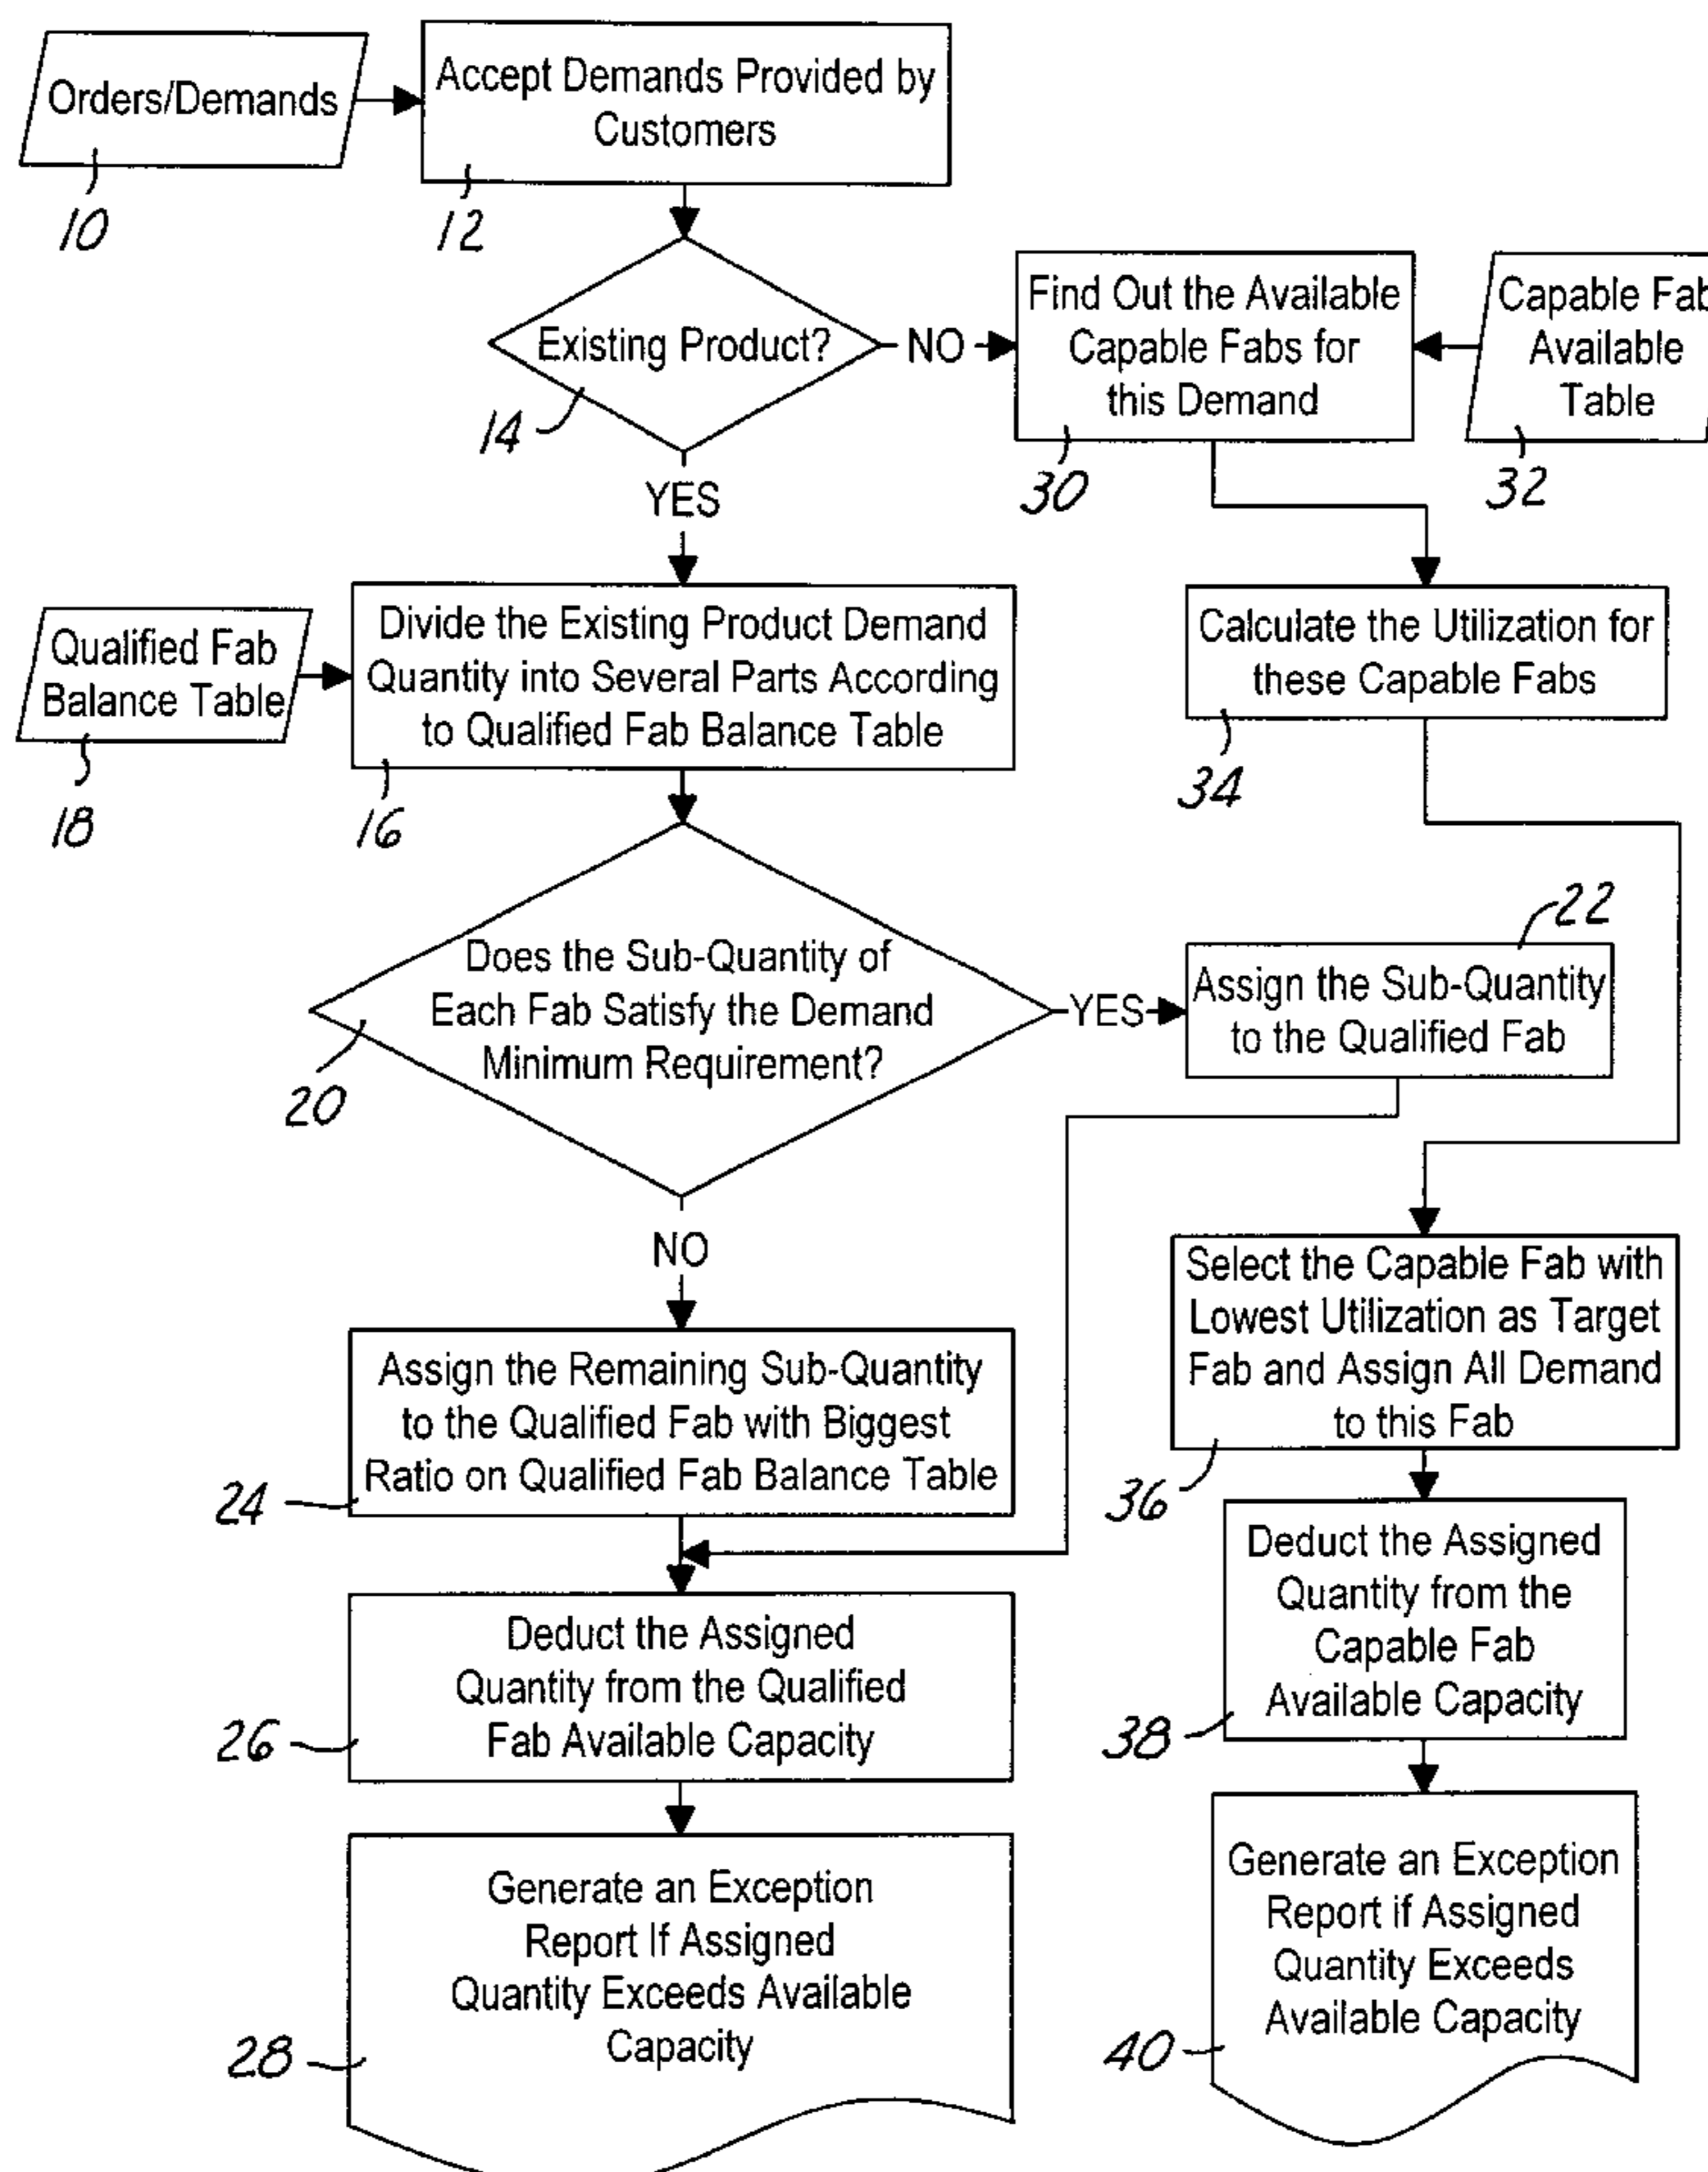 Orders/Demands
10
Accept Demands Provided by
Customers
12
Existing Product?
14
NO
YES
Find Out the Available
Capable Fabs for
this Demand
30
Capable Fab
Available
Table
32
Qualified Fab
Balance Table
18
Divide the Existing Product Demand
Quantity into Several Parts According
to Qualified Fab Balance Table
16
Calculate the Utilization for
these Capable Fabs
34
Does the Sub-Quantity of
Each Fab Satisfy the Demand
Minimum Requirement?
20
YES
NO
22
Assign the Sub-Quantity
to the Qualified Fab
Assign the Remaining Sub-Quantity
to the Qualified Fab with Biggest
Ratio on Qualified Fab Balance Table
24
Select the Capable Fab with
Lowest Utilization as Target
Fab and Assign All Demand
to this Fab
36
Deduct the Assigned
Quantity from the Qualified
Fab Available Capacity
26
Deduct the Assigned
Quantity from the
Capable Fab
Available Capacity
38
Generate an Exception
Report If Assigned
Quantity Exceeds Available
Capacity
28
Generate an Exception
Report if Assigned
Quantity Exceeds
Available Capacity
40